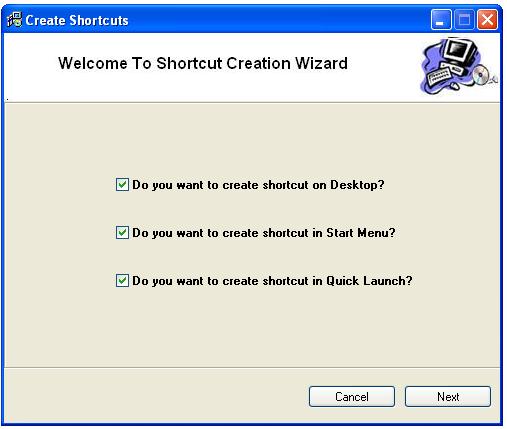 Create Shortcuts
Welcome To Shortcut Creation Wizard
Do you want to create shortcut on Desktop?
Do you want to create shortcut in Start Menu?
Do you want to create shortcut in Quick Launch?
Cancel Next